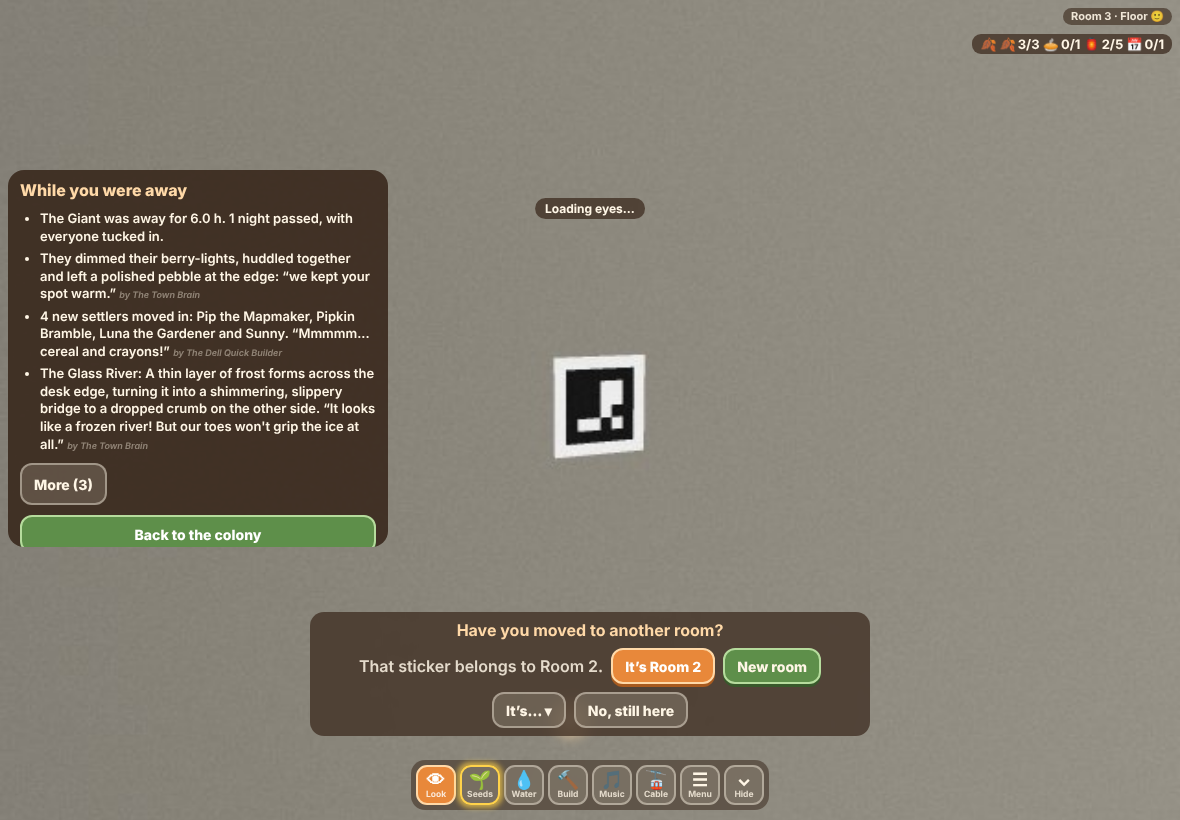 Room 3 · Floor 🙂
🍂 🍂 3/3 🥧 0/1 🧧 2/5 📅 0/1
While you were away
• The Giant was away for 6.0 h. 1 night passed, with
everyone tucked in.
• They dimmed their berry-lights, huddled together
and left a polished pebble at the edge: “we kept your
spot warm.” by The Town Brain
• 4 new settlers moved in: Pip the Mapmaker, Pipkin
Bramble, Luna the Gardener and Sunny. “Mmmmm...
cereal and crayons!” by The Dell Quick Builder
• The Glass River: A thin layer of frost forms across the
desk edge, turning it into a shimmering, slippery
bridge to a dropped crumb on the other side. “It looks
like a frozen river! But our toes won't grip the ice at
all.” by The Town Brain
More (3)
Back to the colony
Loading eyes…
Have you moved to another room?
That sticker belongs to Room 2. It’s Room 2 New room
It’s… ▾ No, still here
Look Seeds Water Build Music Cable Menu Hide